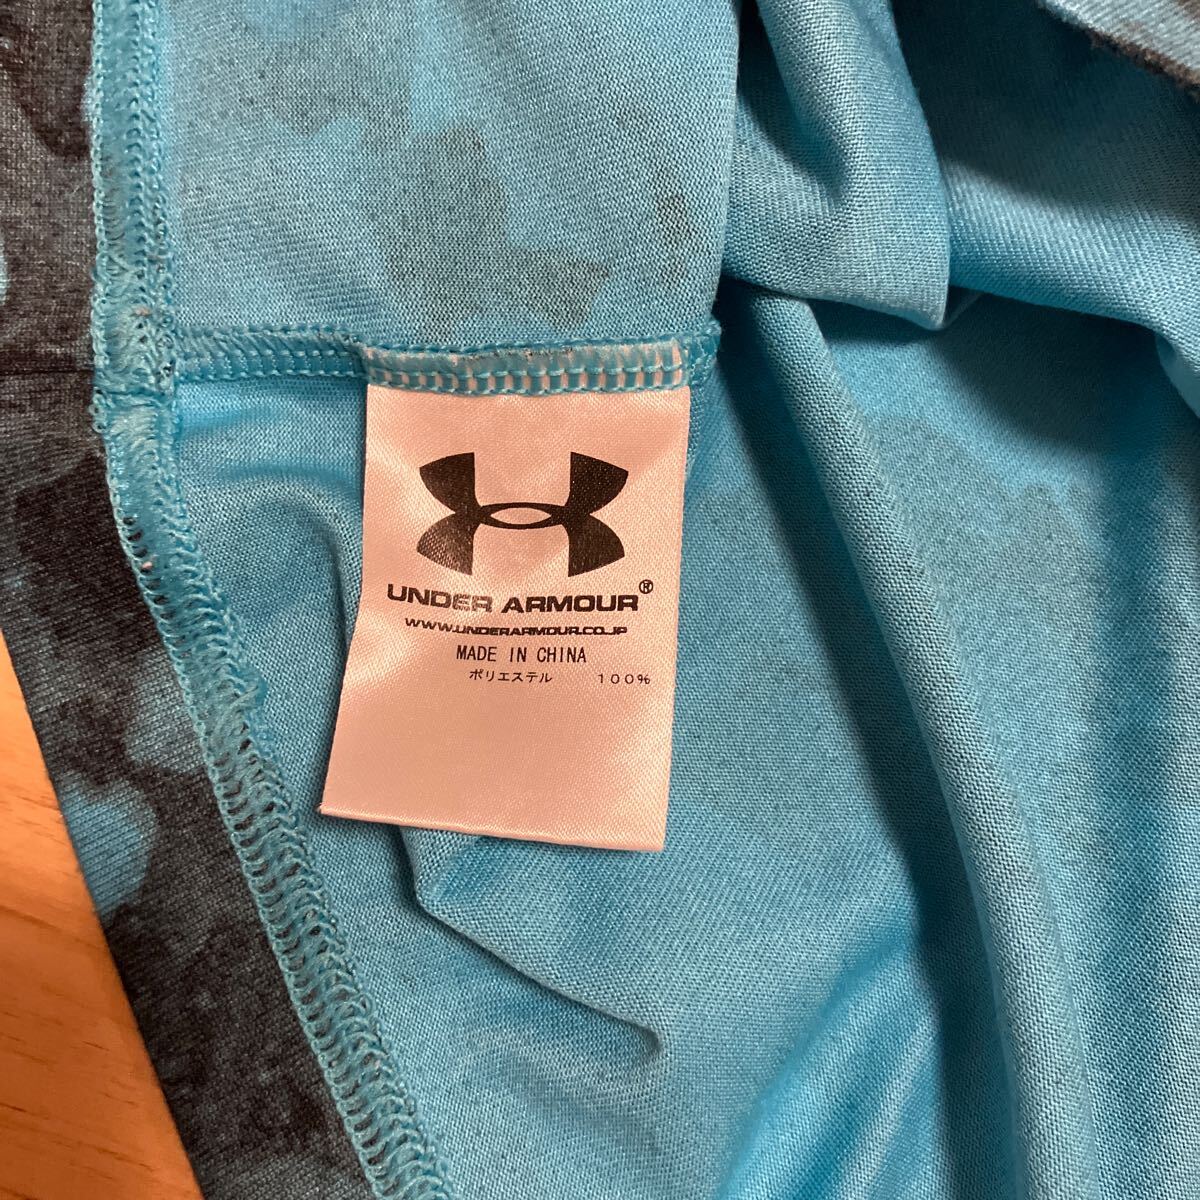 UNDER ARMOUR®
WWW.UNDERARMOUR.CO.JP
MADE IN CHINA
ポリエステル 100%